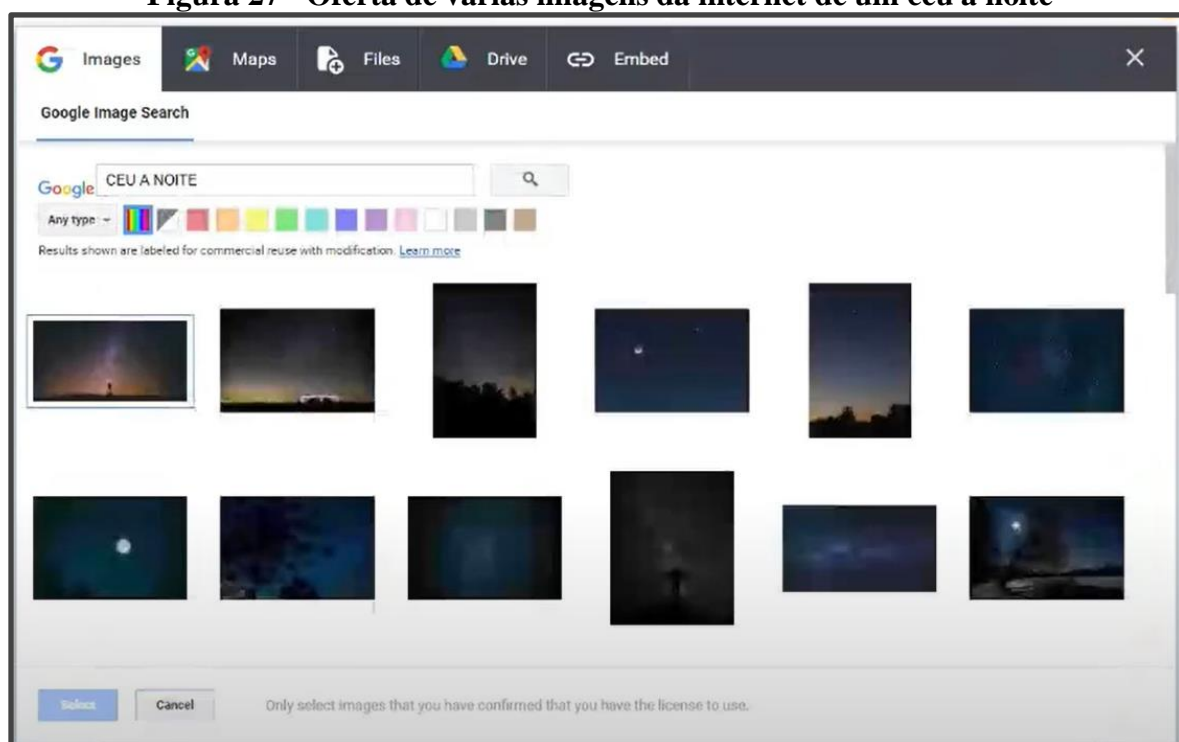 Figura 27 - Oferta de várias imagens da internet de um céu à noite
Images Maps Files Drive Embed
Google Image Search
Google CEU A NOITE
Any type
Results shown are labeled for commercial reuse with modification. Learn more
Select Cancel Only select images that you have confirmed that you have the license to use.